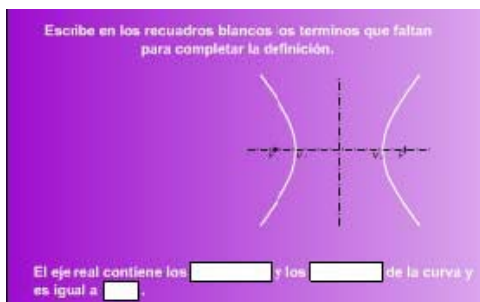 Escribe en los recuadros blancos los terminos que faltan
para completar la definición.
V V
El eje real contiene los y los de la curva y
es igual a .